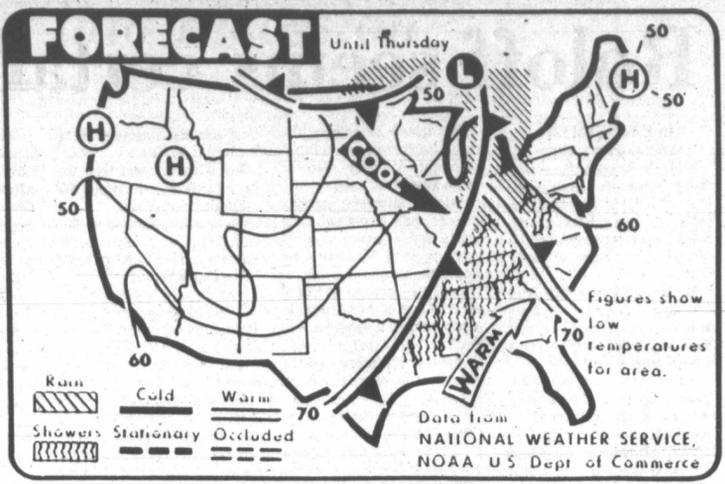 FORECAST
Until Thursday
L
50
H
50
50
H
H
COOL
50
60
60
Figures show
low
temperatures
for area.
70
WARM
70
Rain
Cold
Warm
Showers
Stationary
Occluded
Data from
NATIONAL WEATHER SERVICE,
NOAA U S Dept of Commerce